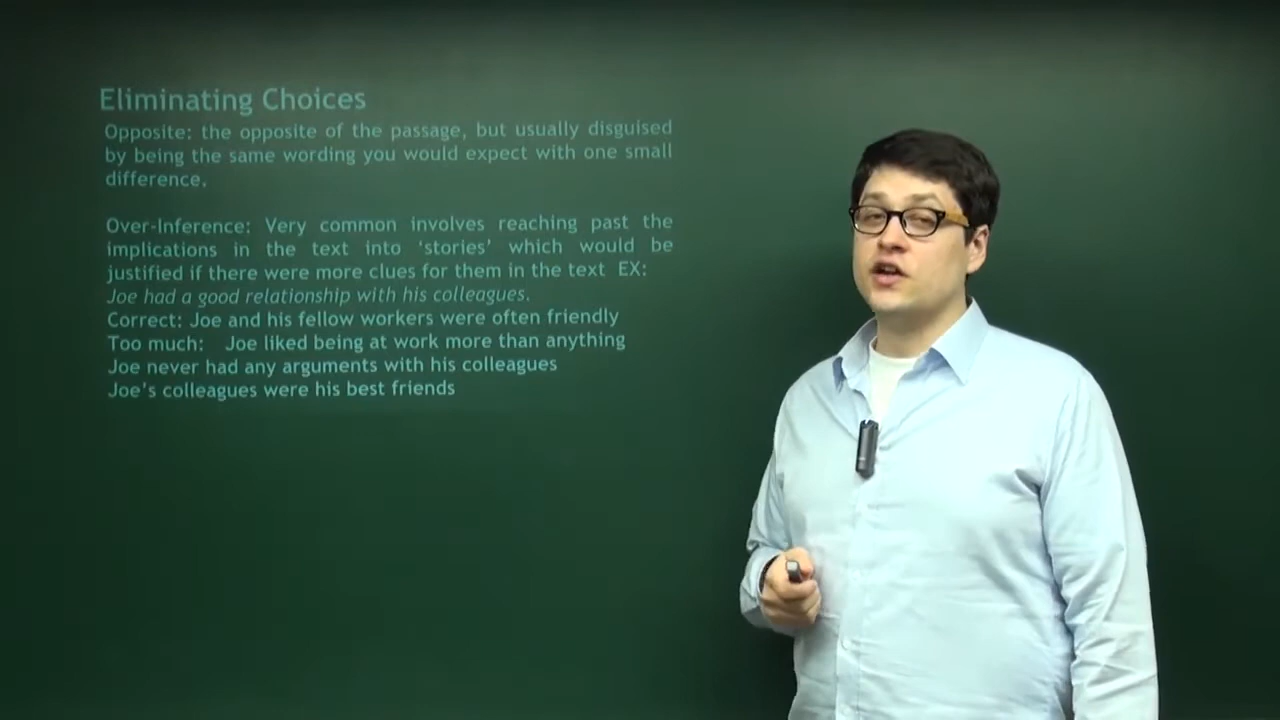 Eliminating Choices
Opposite: the opposite of the passage, but usually disguised
by being the same wording you would expect with one small
difference.
Over-Inference: Very common involves reaching past the
implications in the text into ‘stories’ which would be
justified if there were more clues for them in the text EX:
Joe had a good relationship with his colleagues.
Correct: Joe and his fellow workers were often friendly
Too much: Joe liked being at work more than anything
Joe never had any arguments with his colleagues
Joe’s colleagues were his best friends